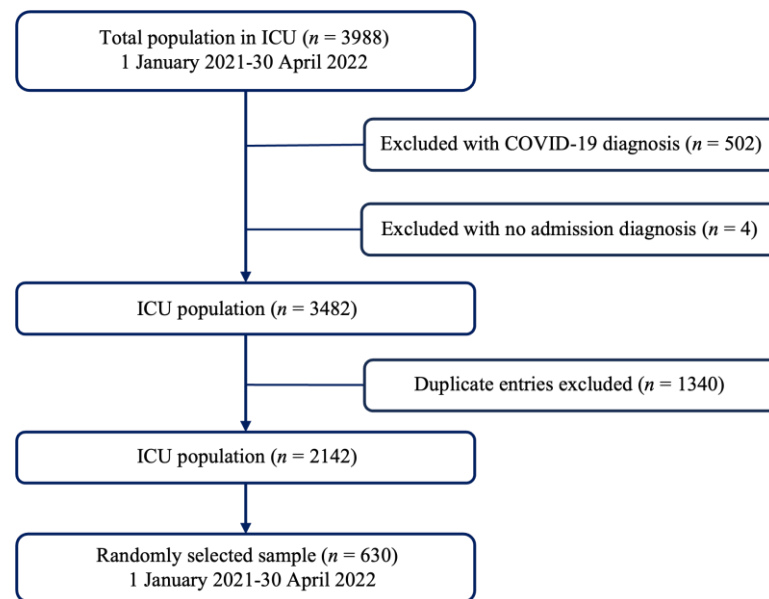 Total population in ICU (n = 3988)
1 January 2021-30 April 2022
Excluded with COVID-19 diagnosis (n = 502)
Excluded with no admission diagnosis (n = 4)
ICU population (n = 3482)
Duplicate entries excluded (n = 1340)
ICU population (n = 2142)
Randomly selected sample (n = 630)
1 January 2021-30 April 2022